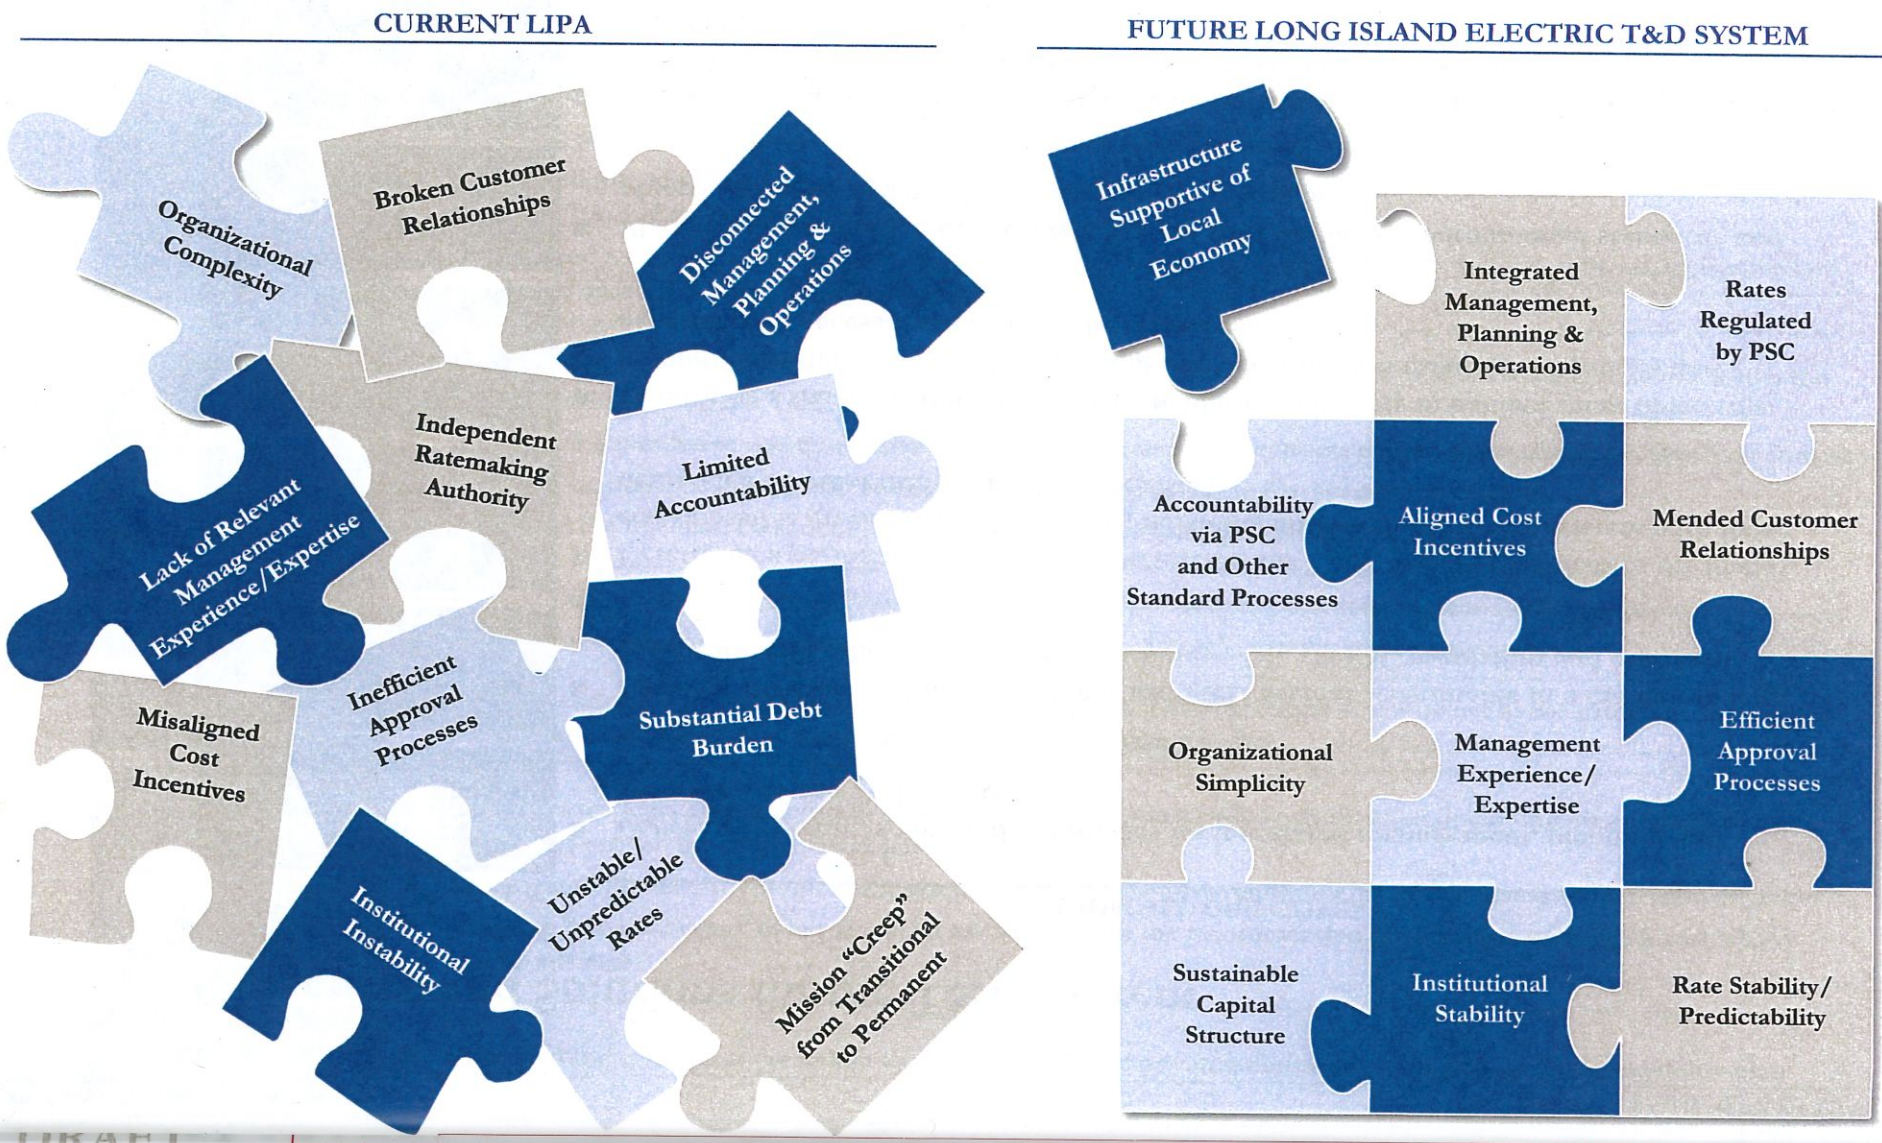 CURRENT LIPA
Organizational
Complexity
Broken Customer
Relationships
Disconnected
Management,
Planning &
Operations
Independent
Ratemaking
Authority
Limited
Accountability
Lack of Relevant
Management
Experience/Expertise
Inefficient
Approval
Processes
Substantial Debt
Burden
Misaligned
Cost
Incentives
Institutional
Instability
Unstable/
Unpredictable
Rates
Mission “Creep”
from Transitional
to Permanent
FUTURE LONG ISLAND ELECTRIC T&D SYSTEM
Infrastructure
Supportive of
Local
Economy
Integrated
Management,
Planning &
Operations
Rates
Regulated
by PSC
Accountability
via PSC
and Other
Standard Processes
Aligned Cost
Incentives
Mended Customer
Relationships
Organizational
Simplicity
Management
Experience/
Expertise
Efficient
Approval
Processes
Sustainable
Capital
Structure
Institutional
Stability
Rate Stability/
Predictability
DRAFT